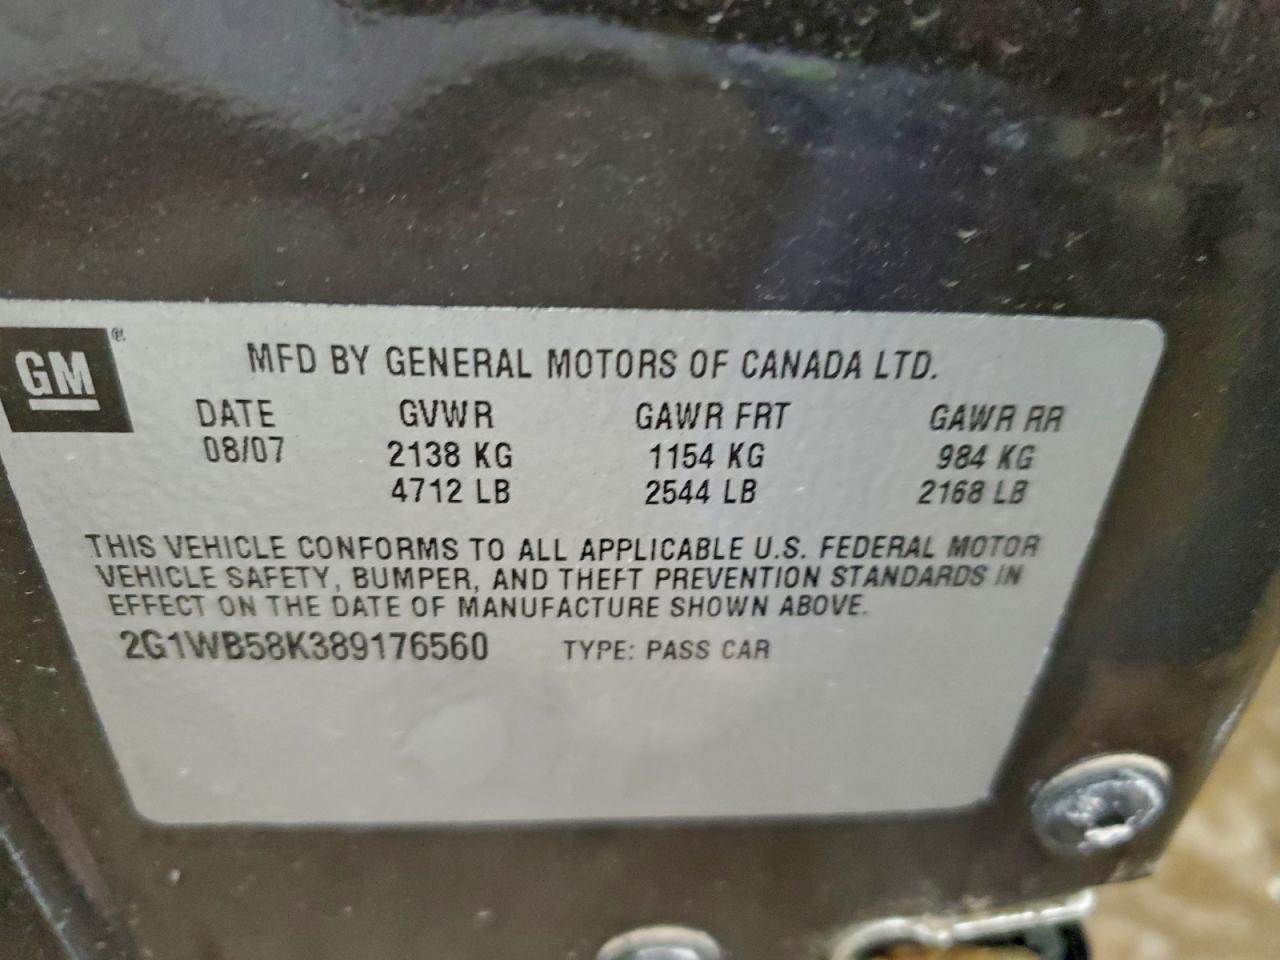 GM®
MFD BY GENERAL MOTORS OF CANADA LTD.
DATE GVWR GAWR FRT GAWR RR
08/07 2138 KG 1154 KG 984 KG
4712 LB 2544 LB 2168 LB
THIS VEHICLE CONFORMS TO ALL APPLICABLE U.S. FEDERAL MOTOR
VEHICLE SAFETY, BUMPER, AND THEFT PREVENTION STANDARDS IN
EFFECT ON THE DATE OF MANUFACTURE SHOWN ABOVE.
2G1WB58K389176560 TYPE: PASS CAR